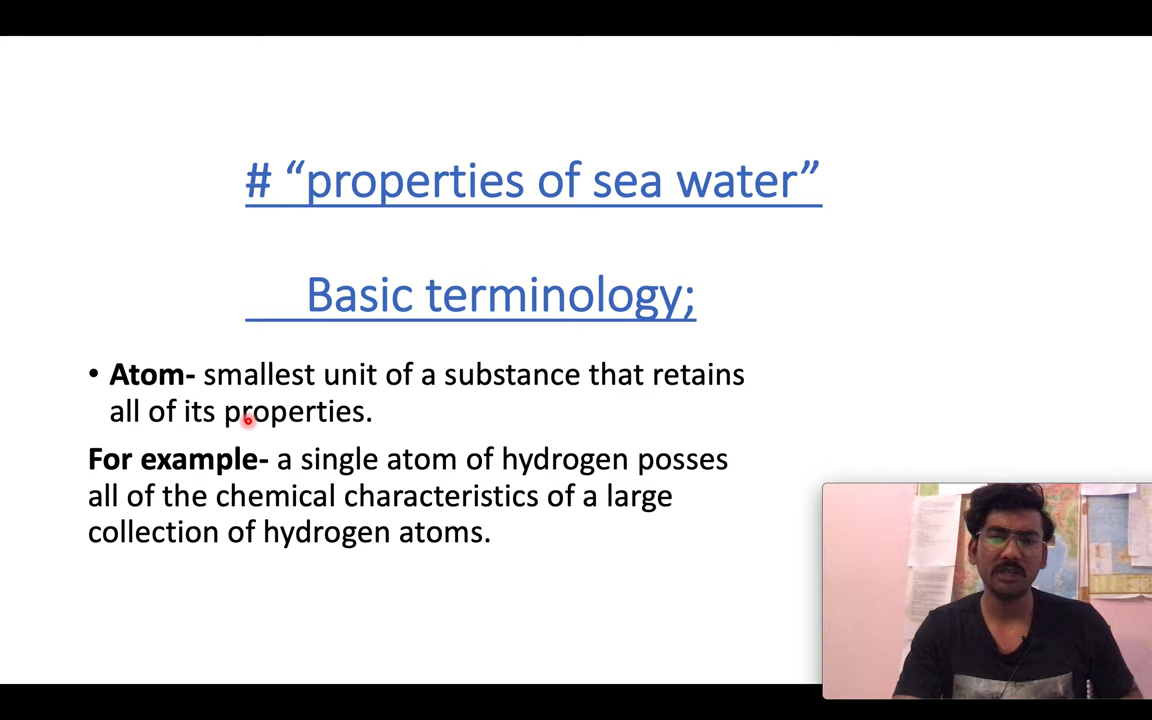 # “properties of sea water”
Basic terminology;
• Atom- smallest unit of a substance that retains
all of its properties.
For example- a single atom of hydrogen posses
all of the chemical characteristics of a large
collection of hydrogen atoms.